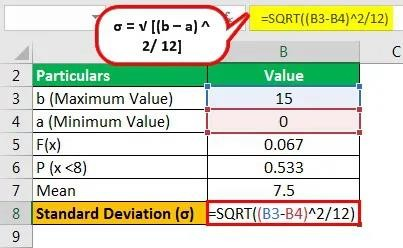 σ = √ [(b – a) ^
2/ 12]
=SQRT((B3-B4)^2/12)
A B C
2 Particulars Value
3 b (Maximum Value) 15
4 a (Minimum Value) 0
5 F(x) 0.067
6 P (x <8) 0.533
7 Mean 7.5
8 Standard Deviation (σ) =SQRT((B3-B4)^2/12)